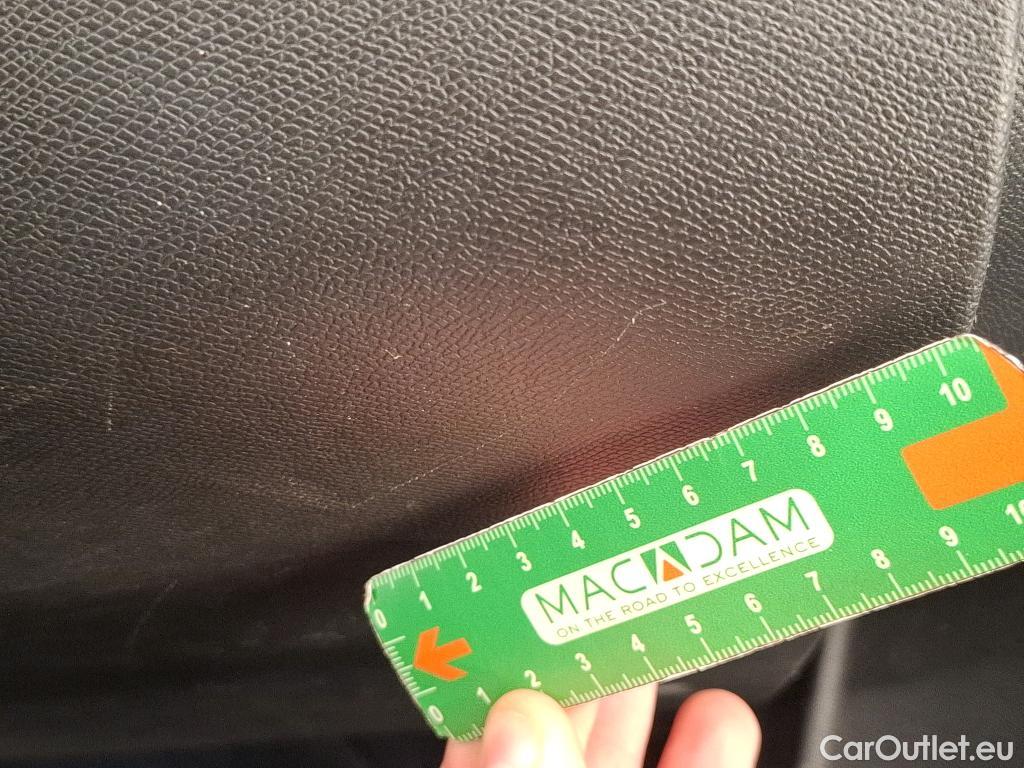 0 1 2 3 4 5 6 7 8 9 10
MACADAM
ON THE ROAD TO EXCELLENCE
0 1 2 3 4 5 6 7 8 9 10
CarOutlet.eu